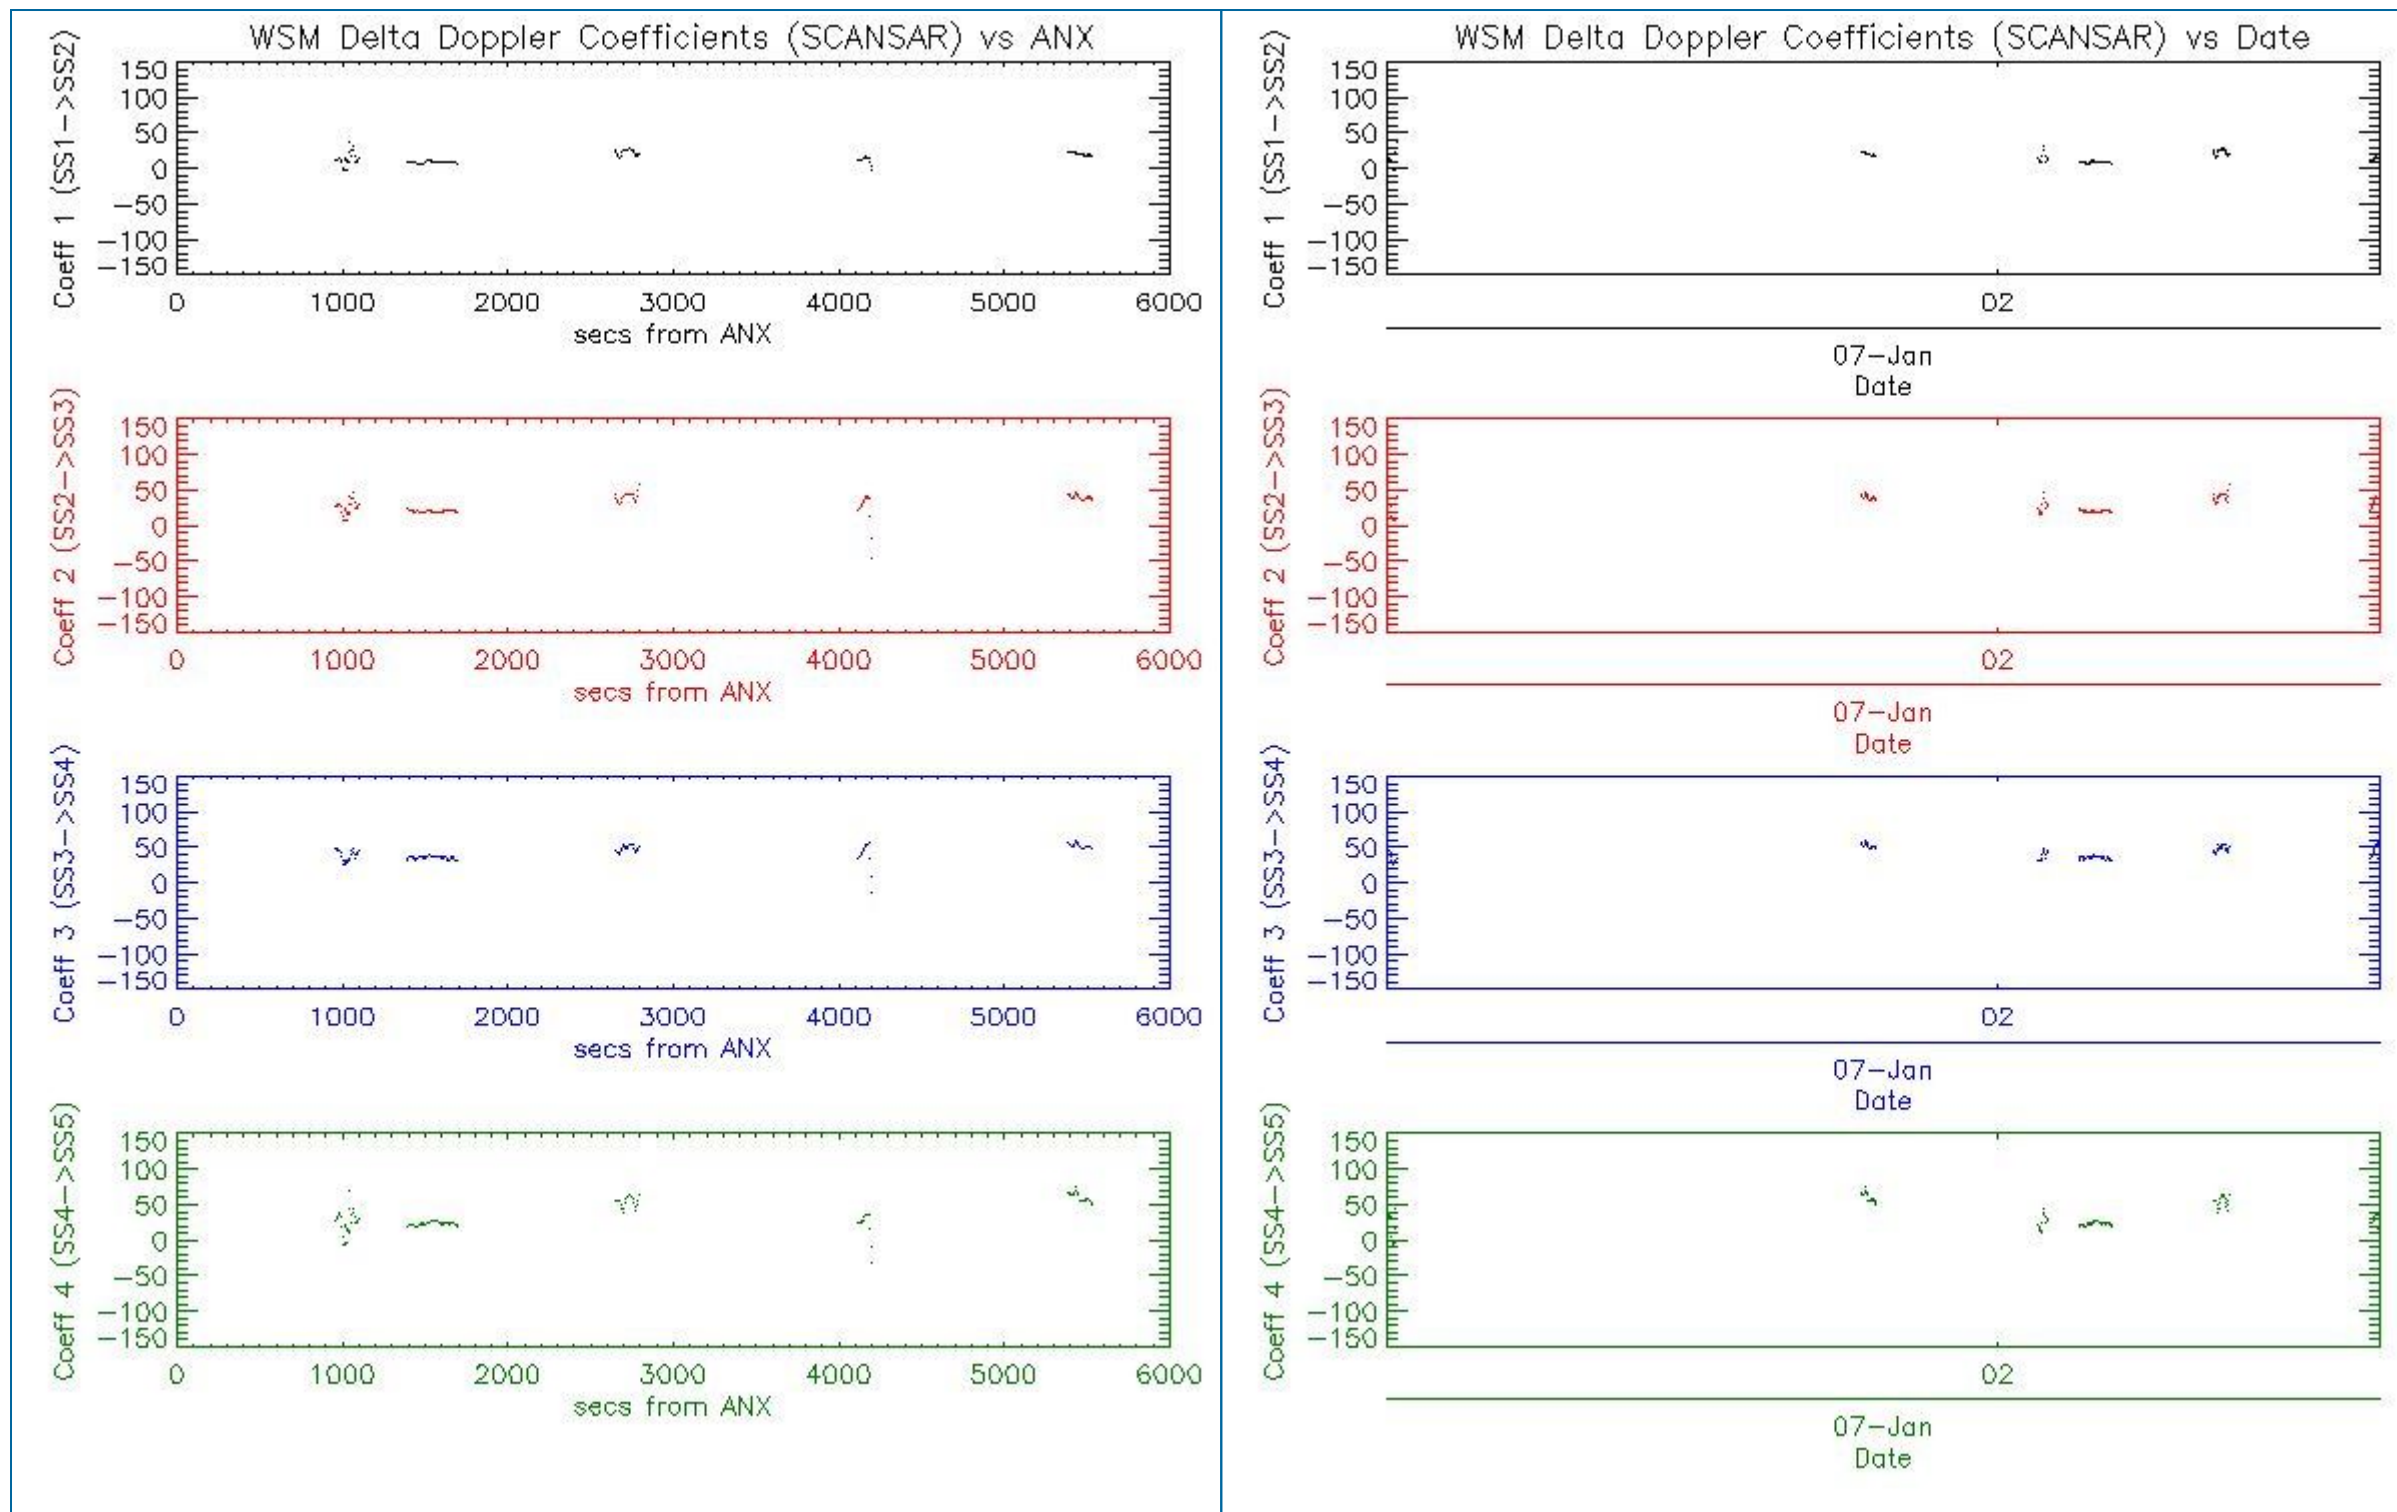 WSM Delta Doppler Coefficients (SCANSAR) vs ANX
Coeff 1 (SS1->SS2)
150
100
50
0
-50
-100
-150
0 1000 2000 3000 4000 5000 6000
secs from ANX
Coeff 2 (SS2->SS3)
150
100
50
0
-50
-100
-150
0 1000 2000 3000 4000 5000 6000
secs from ANX
Coeff 3 (SS3->SS4)
150
100
50
0
-50
-100
-150
0 1000 2000 3000 4000 5000 6000
secs from ANX
Coeff 4 (SS4->SS5)
150
100
50
0
-50
-100
-150
0 1000 2000 3000 4000 5000 6000
secs from ANX
WSM Delta Doppler Coefficients (SCANSAR) vs Date
Coeff 1 (SS1->SS2)
150
100
50
0
-50
-100
-150
02
07-Jan
Date
Coeff 2 (SS2->SS3)
150
100
50
0
-50
-100
-150
02
07-Jan
Date
Coeff 3 (SS3->SS4)
150
100
50
0
-50
-100
-150
02
07-Jan
Date
Coeff 4 (SS4->SS5)
150
100
50
0
-50
-100
-150
02
07-Jan
Date